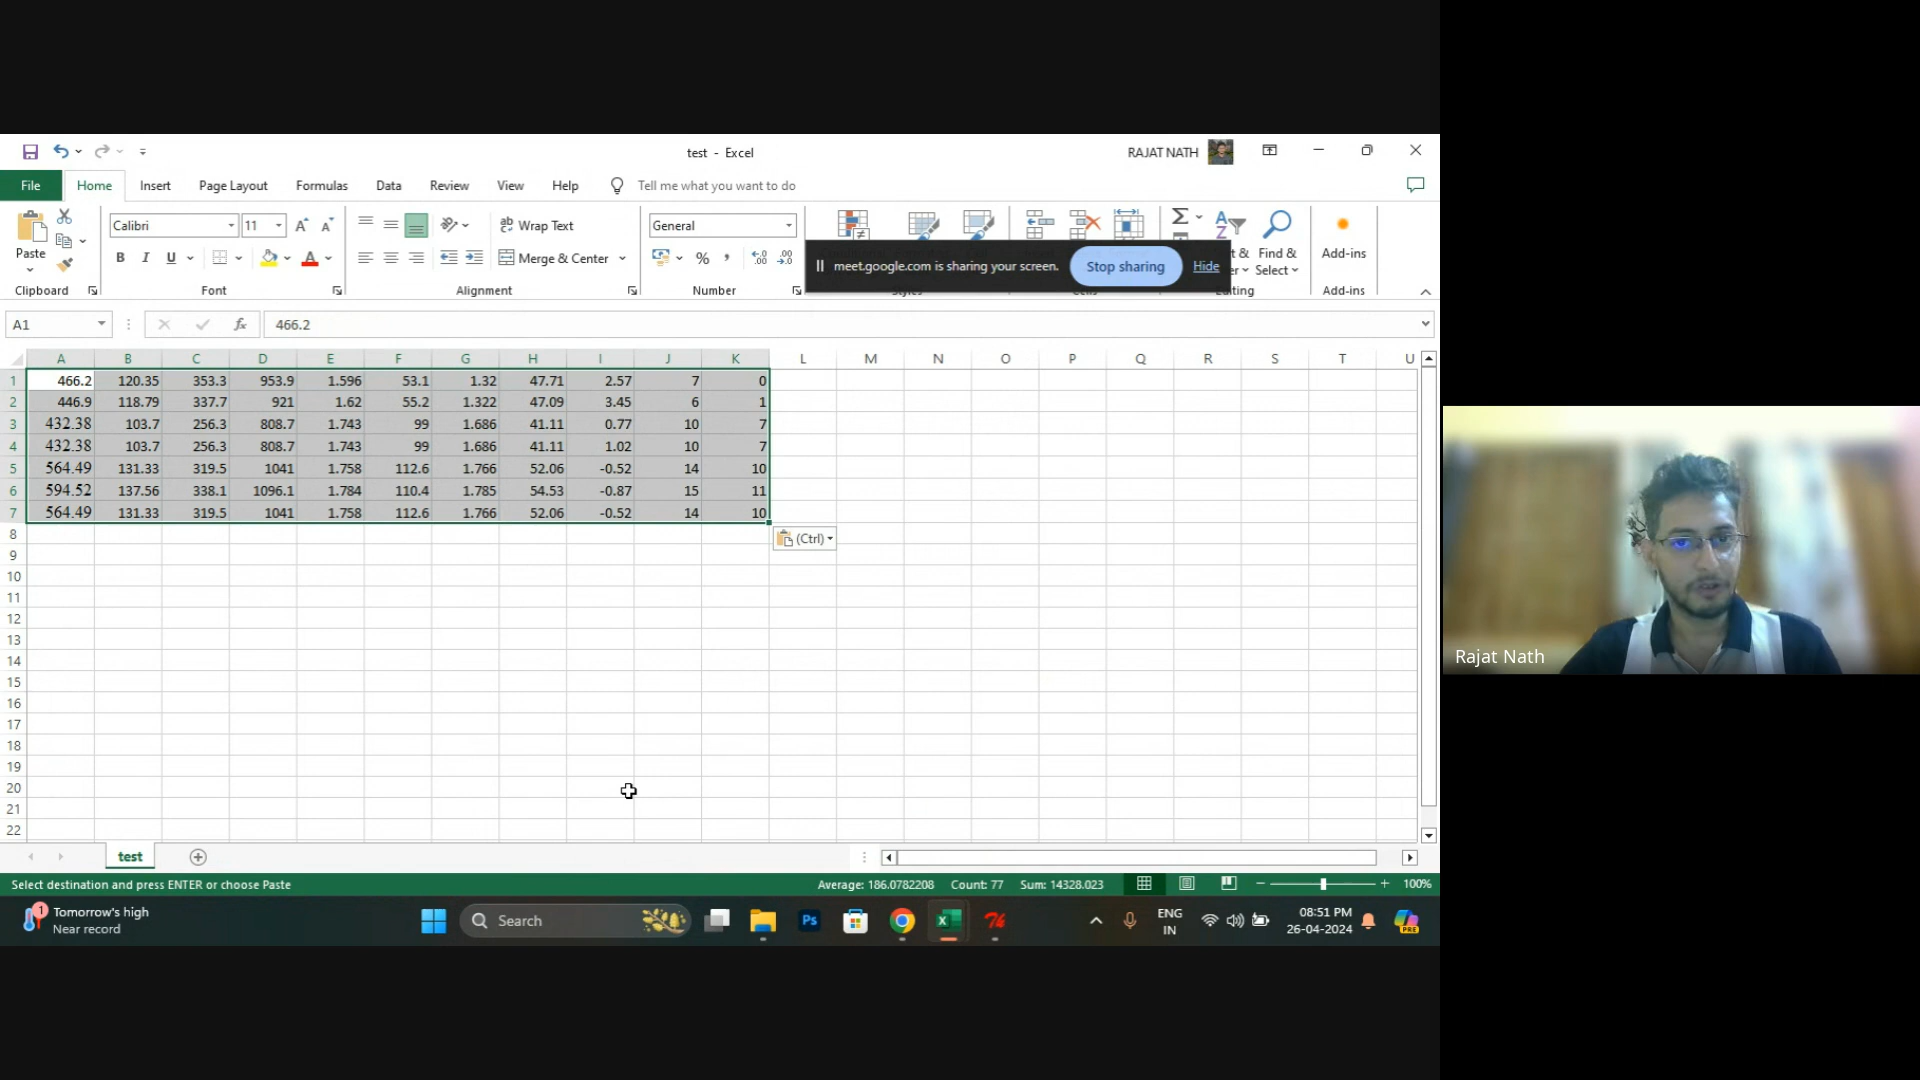 test - Excel
RAJAT NATH
File Home Insert Page Layout Formulas Data Review View Help Tell me what you want to do
Paste
Clipboard
Calibri 11
B I U
Font
Wrap Text
Merge & Center
Alignment
General
Number
meet.google.com is sharing your screen. Stop sharing Hide
Find & Select
Editing
Add-ins
Add-ins
A1 fx 466.2
A B C D E F G H I J K L M N O P Q R S T U
1 466.2 120.35 353.3 953.9 1.596 53.1 1.32 47.71 2.57 7 0
2 446.9 118.79 337.7 921 1.62 55.2 1.322 47.09 3.45 6 1
3 432.38 103.7 256.3 808.7 1.743 99 1.686 41.11 0.77 10 7
4 432.38 103.7 256.3 808.7 1.743 99 1.686 41.11 1.02 10 7
5 564.49 131.33 319.5 1041 1.758 112.6 1.766 52.06 -0.52 14 10
6 594.52 137.56 338.1 1096.1 1.784 110.4 1.785 54.53 -0.87 15 11
7 564.49 131.33 319.5 1041 1.758 112.6 1.766 52.06 -0.52 14 10
8
(Ctrl)
9
10
11
12
13
14
15
16
17
18
19
20
21
22
Rajat Nath
test
Select destination and press ENTER or choose Paste Average: 186.0782208 Count: 77 Sum: 14328.023 100%
1 Tomorrow's high
Near record
Search
Ps
ENG
IN
08:51 PM
26-04-2024
PRE